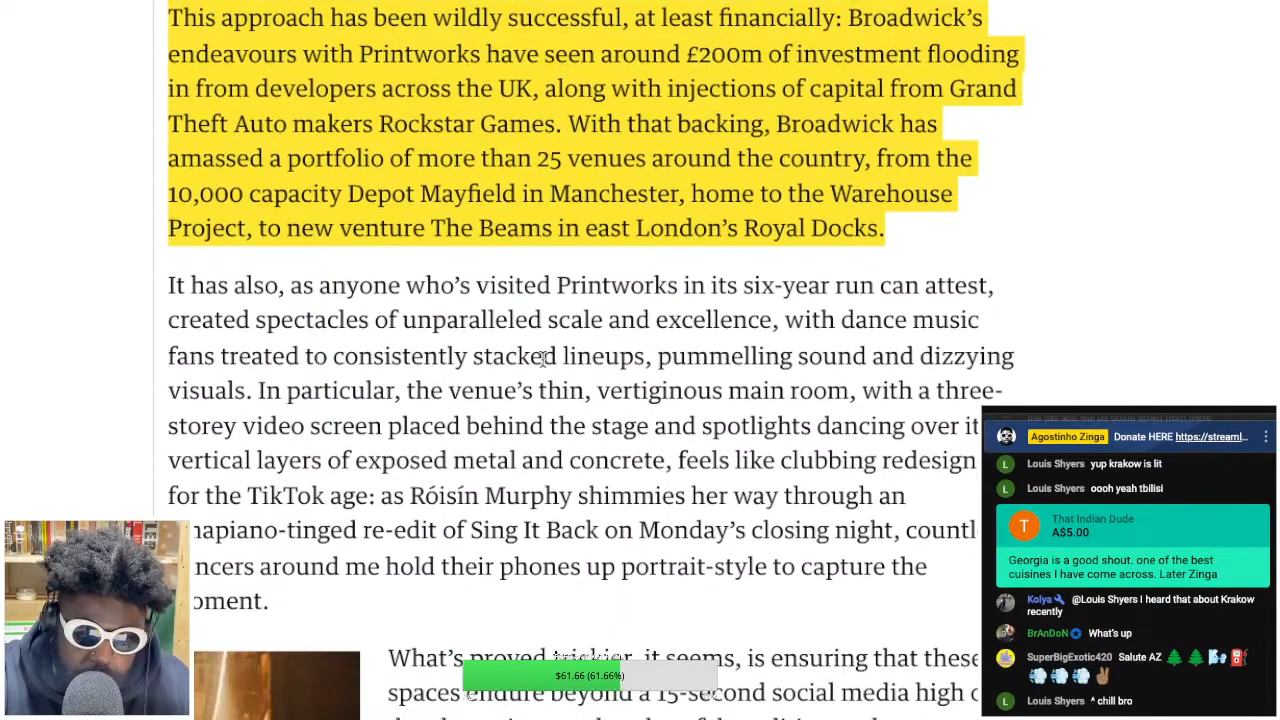 This approach has been wildly successful, at least financially: Broadwick’s
endeavours with Printworks have seen around £200m of investment flooding
in from developers across the UK, along with injections of capital from Grand
Theft Auto makers Rockstar Games. With that backing, Broadwick has
amassed a portfolio of more than 25 venues around the country, from the
10,000 capacity Depot Mayfield in Manchester, home to the Warehouse
Project, to new venture The Beams in east London’s Royal Docks.
It has also, as anyone who’s visited Printworks in its six-year run can attest,
created spectacles of unparalleled scale and excellence, with dance music
fans treated to consistently stacked lineups, pummelling sound and dizzying
visuals. In particular, the venue’s thin, vertiginous main room, with a three-
storey video screen placed behind the stage and spotlights dancing over it
vertical layers of exposed metal and concrete, feels like clubbing redesign
for the TikTok age: as Róisín Murphy shimmies her way through an
mapiano-tinged re-edit of Sing It Back on Monday’s closing night, countl
ncers around me hold their phones up portrait-style to capture the
oment.
What’s proved trickier, it seems, is ensuring that these
spaces endure beyond a 15-second social media high
$61.66 (61.66%)
Agostinho Zinga Donate HERE https://streaml...
Louis Shyers yup krakow is lit
Louis Shyers oooh yeah tbilisi
T That Indian Dude
A$5.00
Georgia is a good shout. one of the best
cuisines I have come across. Later Zinga
Kolya @Louis Shyers I heard that about Krakow
recently
BrAnDoN What’s up
SuperBigExotic420 Salute AZ
L Louis Shyers ^ chill bro